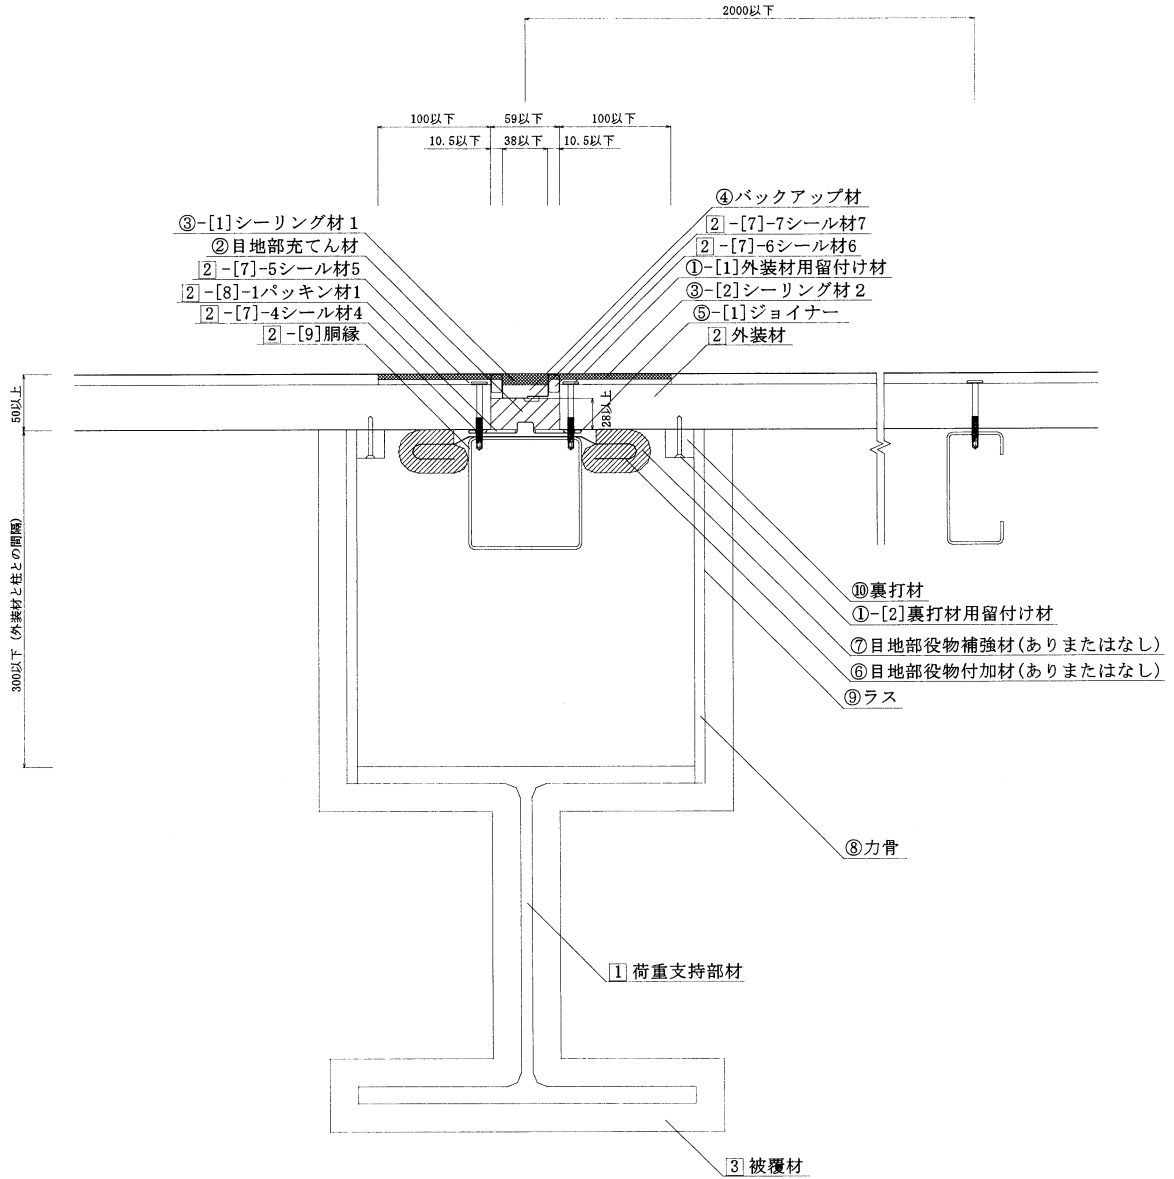 2000以下
100以下
59以下
100以下
10.5以下
38以下
10.5以下
③-[1]シーリング材1
②目地部充てん材
2-[7]-5シール材5
2-[8]-1パッキン材1
2-[7]-4シール材4
2-[9]胴縁
④バックアップ材
2-[7]-7シール材7
2-[7]-6シール材6
①-[1]外装材用留付け材
③-[2]シーリング材2
⑤-[1]ジョイナー
2外装材
50以上
28以上
300以下(外装材と柱との間隔)
⑩裏打材
①-[2]裏打材用留付け材
⑦目地部役物補強材(ありまたはなし)
⑥目地部役物付加材(ありまたはなし)
⑨ラス
⑧力骨
1荷重支持部材
3被覆材